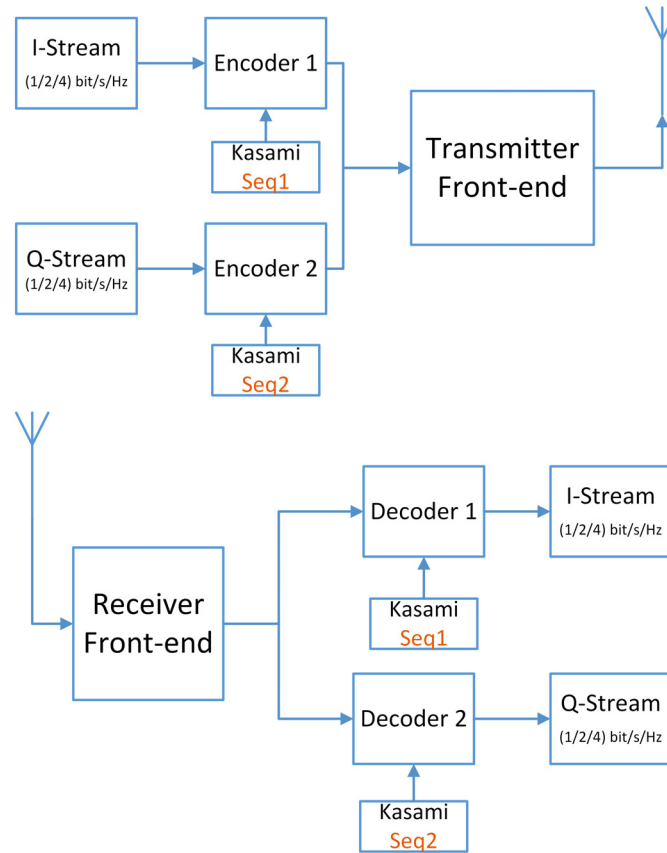 I-Stream
(1/2/4) bit/s/Hz
Encoder 1
Kasami
Seq1
Transmitter
Front-end
Q-Stream
(1/2/4) bit/s/Hz
Encoder 2
Kasami
Seq2
Receiver
Front-end
Decoder 1
Kasami
Seq1
I-Stream
(1/2/4) bit/s/Hz
Decoder 2
Kasami
Seq2
Q-Stream
(1/2/4) bit/s/Hz